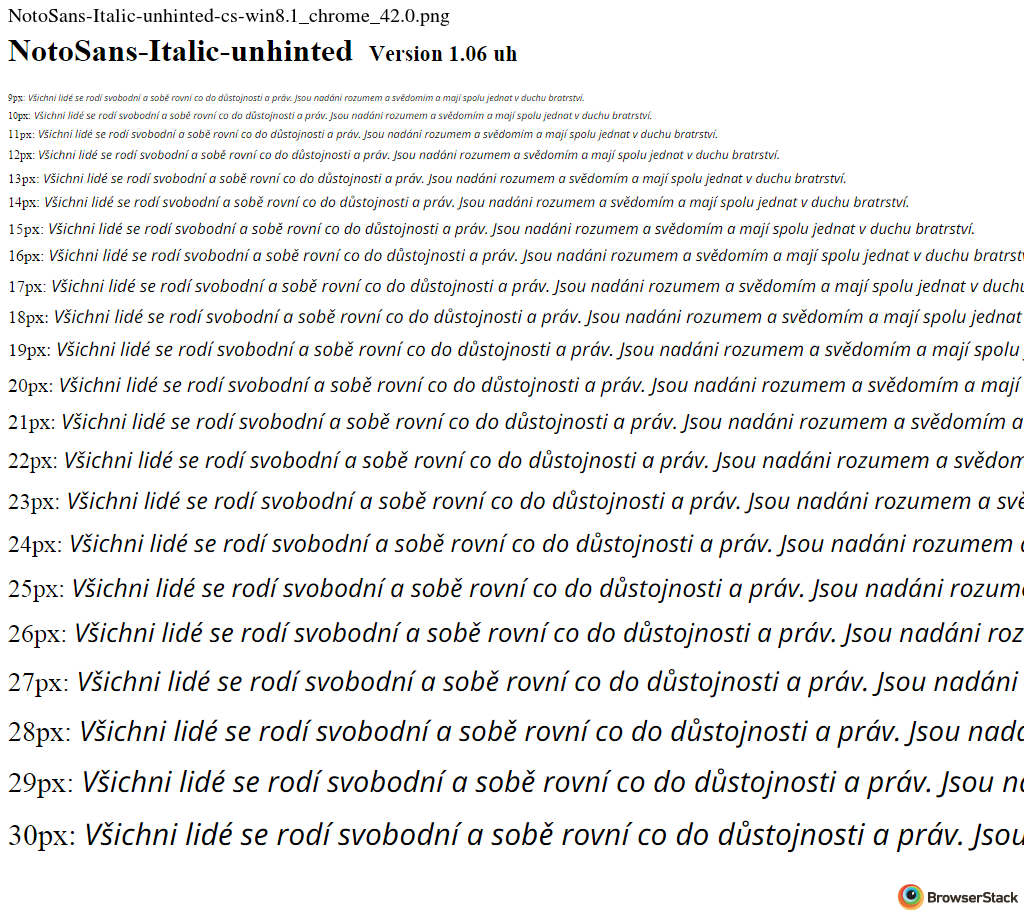 NotoSans-Italic-unhinted-cs-win8.1_chrome_42.0.png
NotoSans-Italic-unhinted Version 1.06 uh
9px: Všichni lidé se rodí svobodní a sobě rovní co do důstojnosti a práv. Jsou nadáni rozumem a svědomím a mají spolu jednat v duchu bratrství.
10px: Všichni lidé se rodí svobodní a sobě rovní co do důstojnosti a práv. Jsou nadáni rozumem a svědomím a mají spolu jednat v duchu bratrství.
11px: Všichni lidé se rodí svobodní a sobě rovní co do důstojnosti a práv. Jsou nadáni rozumem a svědomím a mají spolu jednat v duchu bratrství.
12px: Všichni lidé se rodí svobodní a sobě rovní co do důstojnosti a práv. Jsou nadáni rozumem a svědomím a mají spolu jednat v duchu bratrství.
13px: Všichni lidé se rodí svobodní a sobě rovní co do důstojnosti a práv. Jsou nadáni rozumem a svědomím a mají spolu jednat v duchu bratrství.
14px: Všichni lidé se rodí svobodní a sobě rovní co do důstojnosti a práv. Jsou nadáni rozumem a svědomím a mají spolu jednat v duchu bratrství.
15px: Všichni lidé se rodí svobodní a sobě rovní co do důstojnosti a práv. Jsou nadáni rozumem a svědomím a mají spolu jednat v duchu bratrství.
16px: Všichni lidé se rodí svobodní a sobě rovní co do důstojnosti a práv. Jsou nadáni rozumem a svědomím a mají spolu jednat v duchu bratrst
17px: Všichni lidé se rodí svobodní a sobě rovní co do důstojnosti a práv. Jsou nadáni rozumem a svědomím a mají spolu jednat v duchu
18px: Všichni lidé se rodí svobodní a sobě rovní co do důstojnosti a práv. Jsou nadáni rozumem a svědomím a mají spolu jednat
19px: Všichni lidé se rodí svobodní a sobě rovní co do důstojnosti a práv. Jsou nadáni rozumem a svědomím a mají spolu
20px: Všichni lidé se rodí svobodní a sobě rovní co do důstojnosti a práv. Jsou nadáni rozumem a svědomím a mají
21px: Všichni lidé se rodí svobodní a sobě rovní co do důstojnosti a práv. Jsou nadáni rozumem a svědomím a
22px: Všichni lidé se rodí svobodní a sobě rovní co do důstojnosti a práv. Jsou nadáni rozumem a svědom
23px: Všichni lidé se rodí svobodní a sobě rovní co do důstojnosti a práv. Jsou nadáni rozumem a svě
24px: Všichni lidé se rodí svobodní a sobě rovní co do důstojnosti a práv. Jsou nadáni rozumem a
25px: Všichni lidé se rodí svobodní a sobě rovní co do důstojnosti a práv. Jsou nadáni rozum
26px: Všichni lidé se rodí svobodní a sobě rovní co do důstojnosti a práv. Jsou nadáni roz
27px: Všichni lidé se rodí svobodní a sobě rovní co do důstojnosti a práv. Jsou nadáni
28px: Všichni lidé se rodí svobodní a sobě rovní co do důstojnosti a práv. Jsou nadá
29px: Všichni lidé se rodí svobodní a sobě rovní co do důstojnosti a práv. Jsou na
30px: Všichni lidé se rodí svobodní a sobě rovní co do důstojnosti a práv. Jsou
BrowserStack